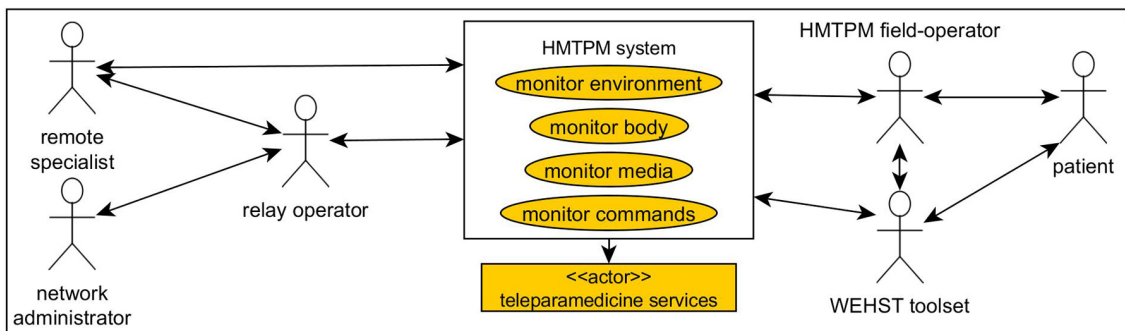 HMTPM system
monitor environment
monitor body
monitor media
monitor commands
<<actor>>
teleparamedicine services
remote
specialist
relay operator
network
administrator
HMTPM field-operator
patient
WEHST toolset